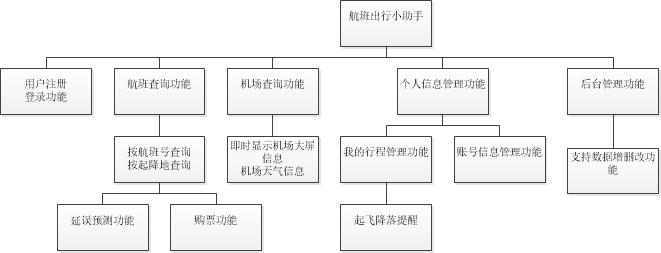 航班出行小助手
用户注册
登录功能
航班查询功能
机场查询功能
个人信息管理功能
后台管理功能
按航班号查询
按起降地查询
即时显示机场大屏
信息
机场天气信息
我的行程管理功能
账号信息管理功能
支持数据增删改功
能
延误预测功能
购票功能
起飞降落提醒